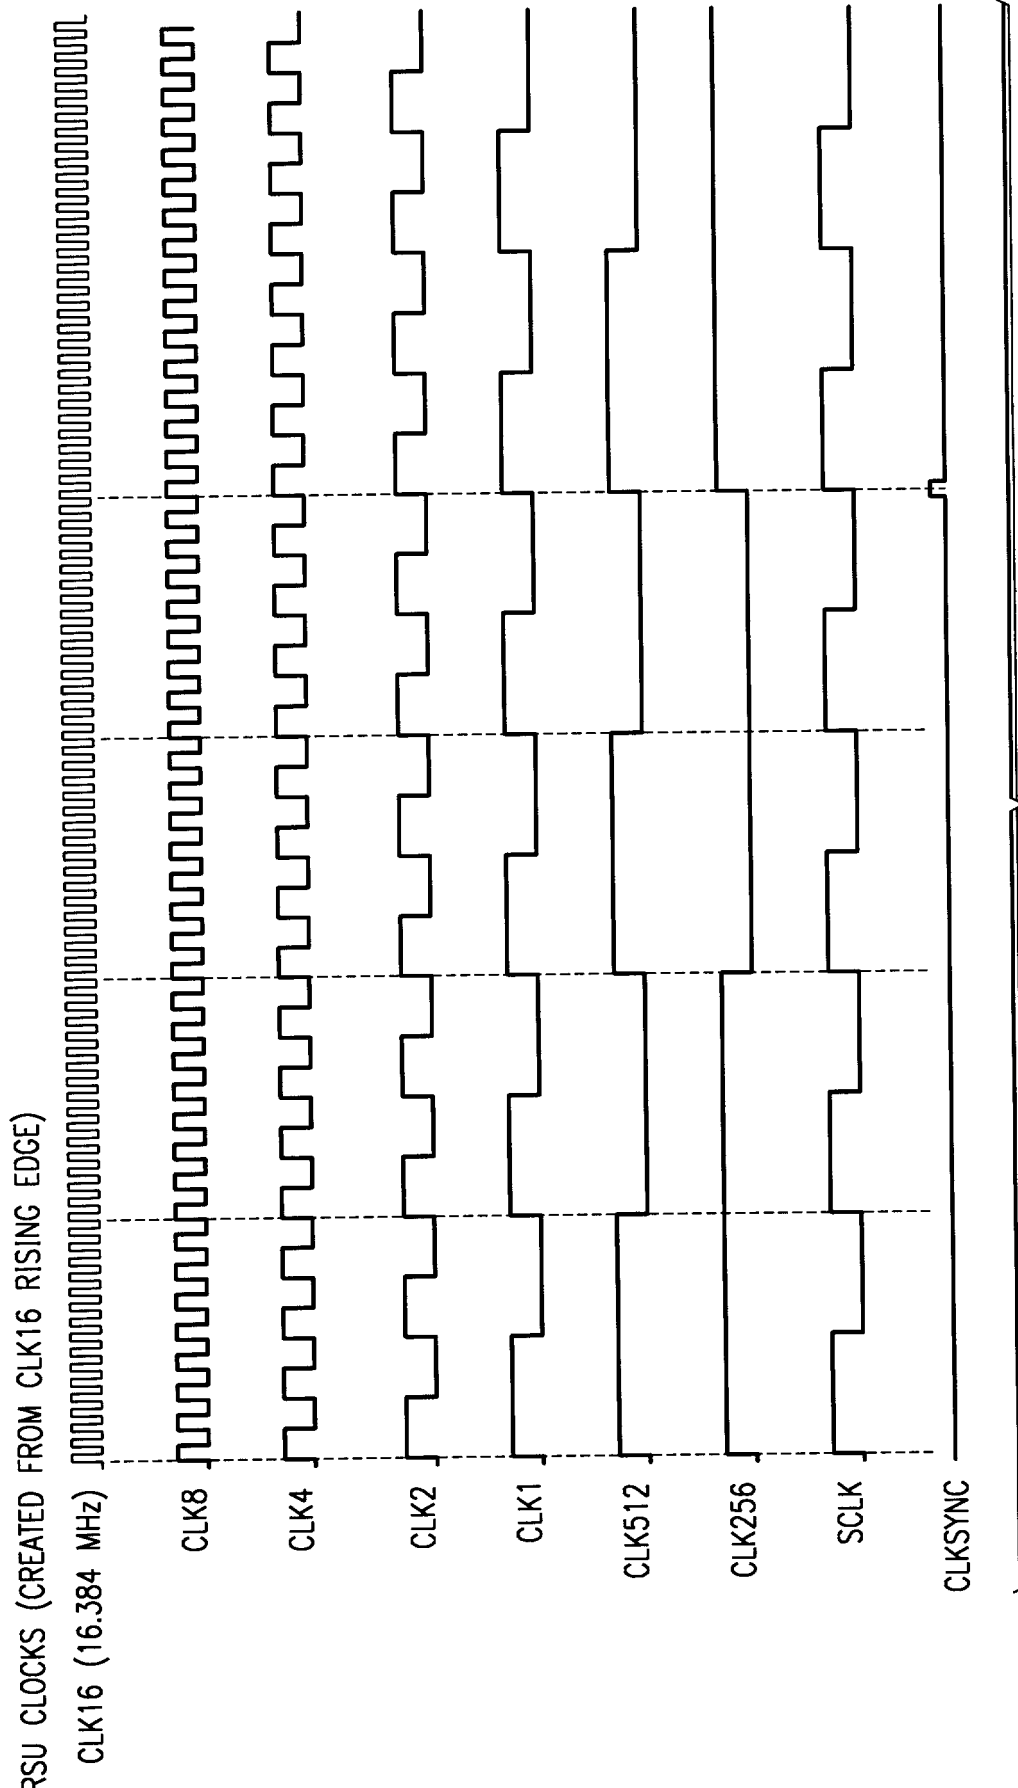 RSU CLOCKS (CREATED FROM CLK16 RISING EDGE)
CLK16 (16.384 MHz)
CLK8
CLK4
CLK2
CLK1
CLK512
CLK256
SCLK
CLKSYNC